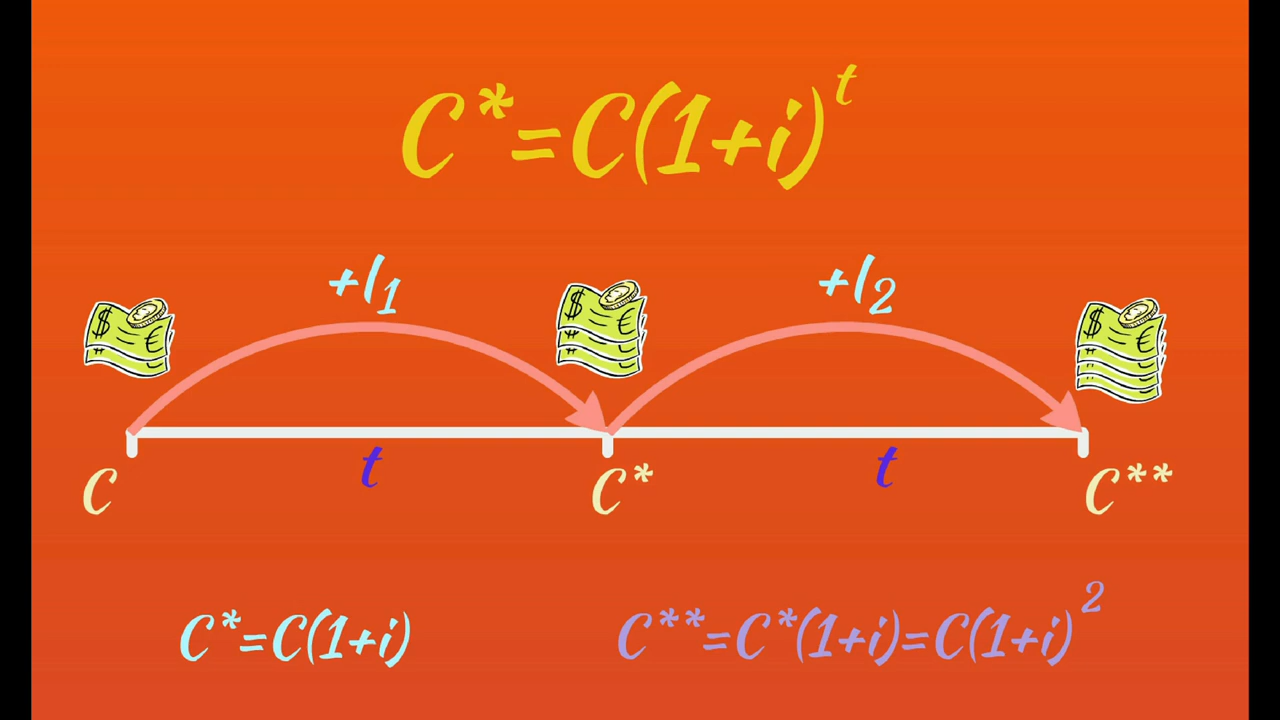 C*=C(1+i)^t
+I₁ +I₂
$ € $ € $ €
t t
C C* C**
C*=C(1+i) C**=C*(1+i)=C(1+i)^2